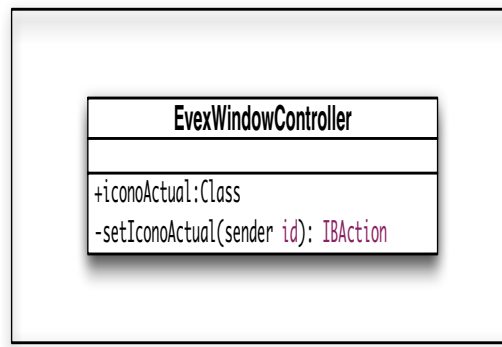 EvexWindowController
+iconoActual:Class
-setIconoActual(sender id): IBAction